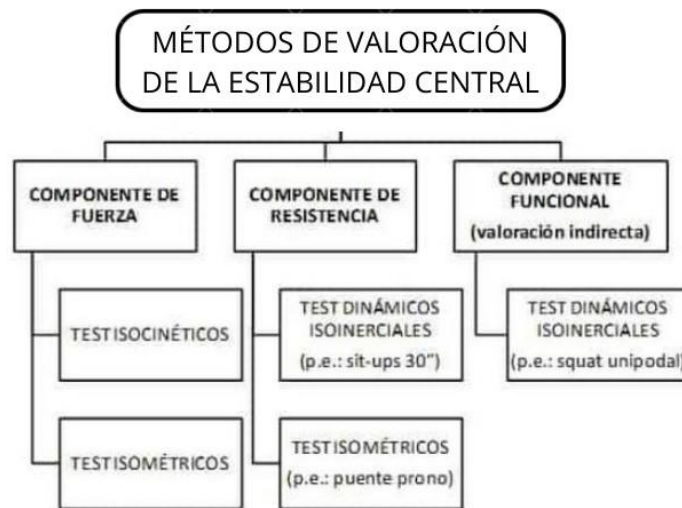 MÉTODOS DE VALORACIÓN
DE LA ESTABILIDAD CENTRAL
COMPONENTE DE
FUERZA
COMPONENTE DE
RESISTENCIA
COMPONENTE
FUNCIONAL
(valoración indirecta)
TEST ISOCINÉTICOS
TEST DINÁMICOS
ISOINERCIALES
(p.e.: sit-ups 30”)
TEST DINÁMICOS
ISOINERCIALES
(p.e.: squat unipodal)
TEST ISOMÉTRICOS
TEST ISOMÉTRICOS
(p.e.: puente prono)